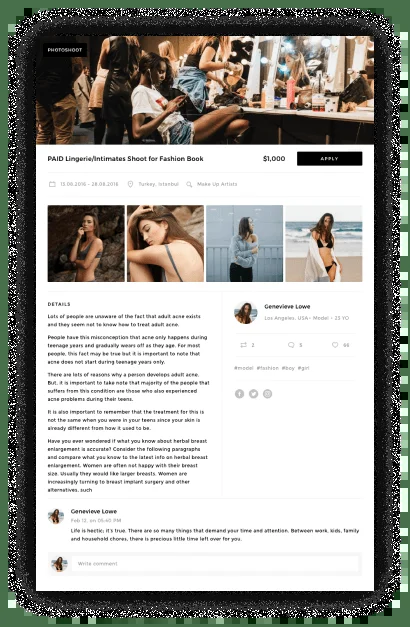 PHOTOSHOOT
PAID Lingerie/Intimates Shoot for Fashion Book
$1,000
APPLY
15.08.2016 - 28.08.2016
Turkey, Istanbul
Make Up Artists
DETAILS
Lots of people are unaware of the fact that adult acne exists
and they seem not to know how to treat adult acne.
People have this misconception that acne only happens during
teenage years and gradually wears off as they age. For most
people, this fact may be true but it is important to note that
acne does not start during teenage years only.
There are lots of reasons why a person develops adult acne.
But, it is important to take note that majority of the people that
suffers from this condition are those who also experienced
acne problems during their teens.
It is also important to remember that the treatment for this is
not the same when you were in your teens since your skin is
already different from how it used to be.
Have you ever wondered if what you know about herbal breast
enlargement is accurate? Consider the following paragraphs
and compare what you know to the latest info on herbal breast
enlargement. Women are often not happy with their breast
size. Usually they would like larger breasts. Women are
increasingly turning to breast implant surgery and other
alternatives, such
Genevieve Lowe
Los Angeles, USA • Model • 25 YO
2
5
68
#model #fashion #boy #girl
Genevieve Lowe
Feb 12, on 05:40 PM
Life is hectic; it's true. There are so many things that demand your time and attention. Between work, kids, family
and household chores, there is precious little time left over for you.
Write comment